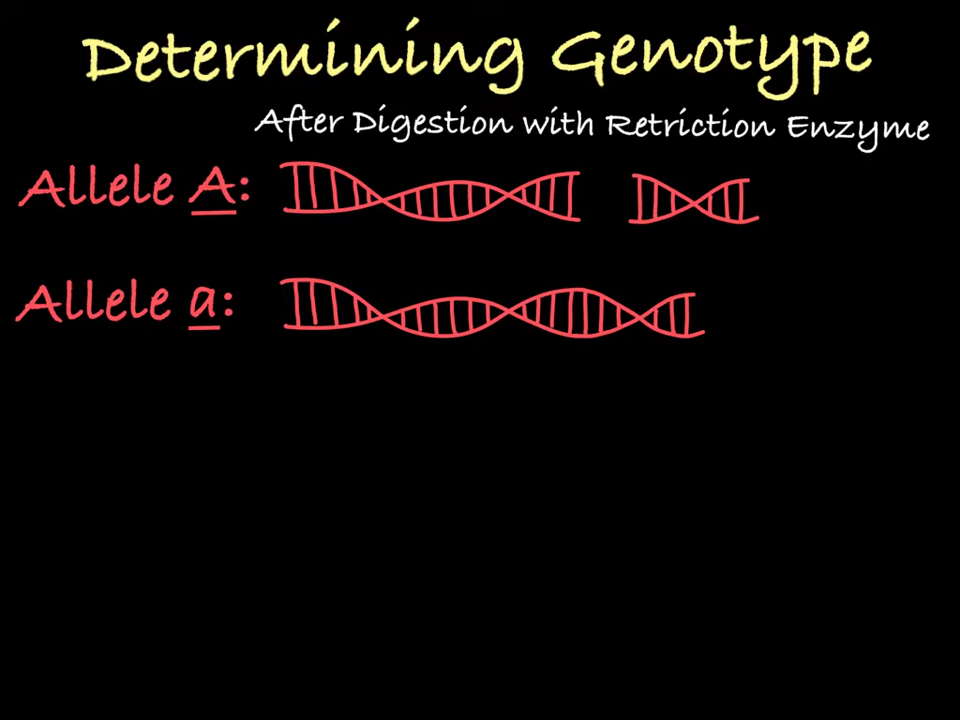 Determining Genotype
After Digestion with Retriction Enzyme
Allele A:
Allele a: